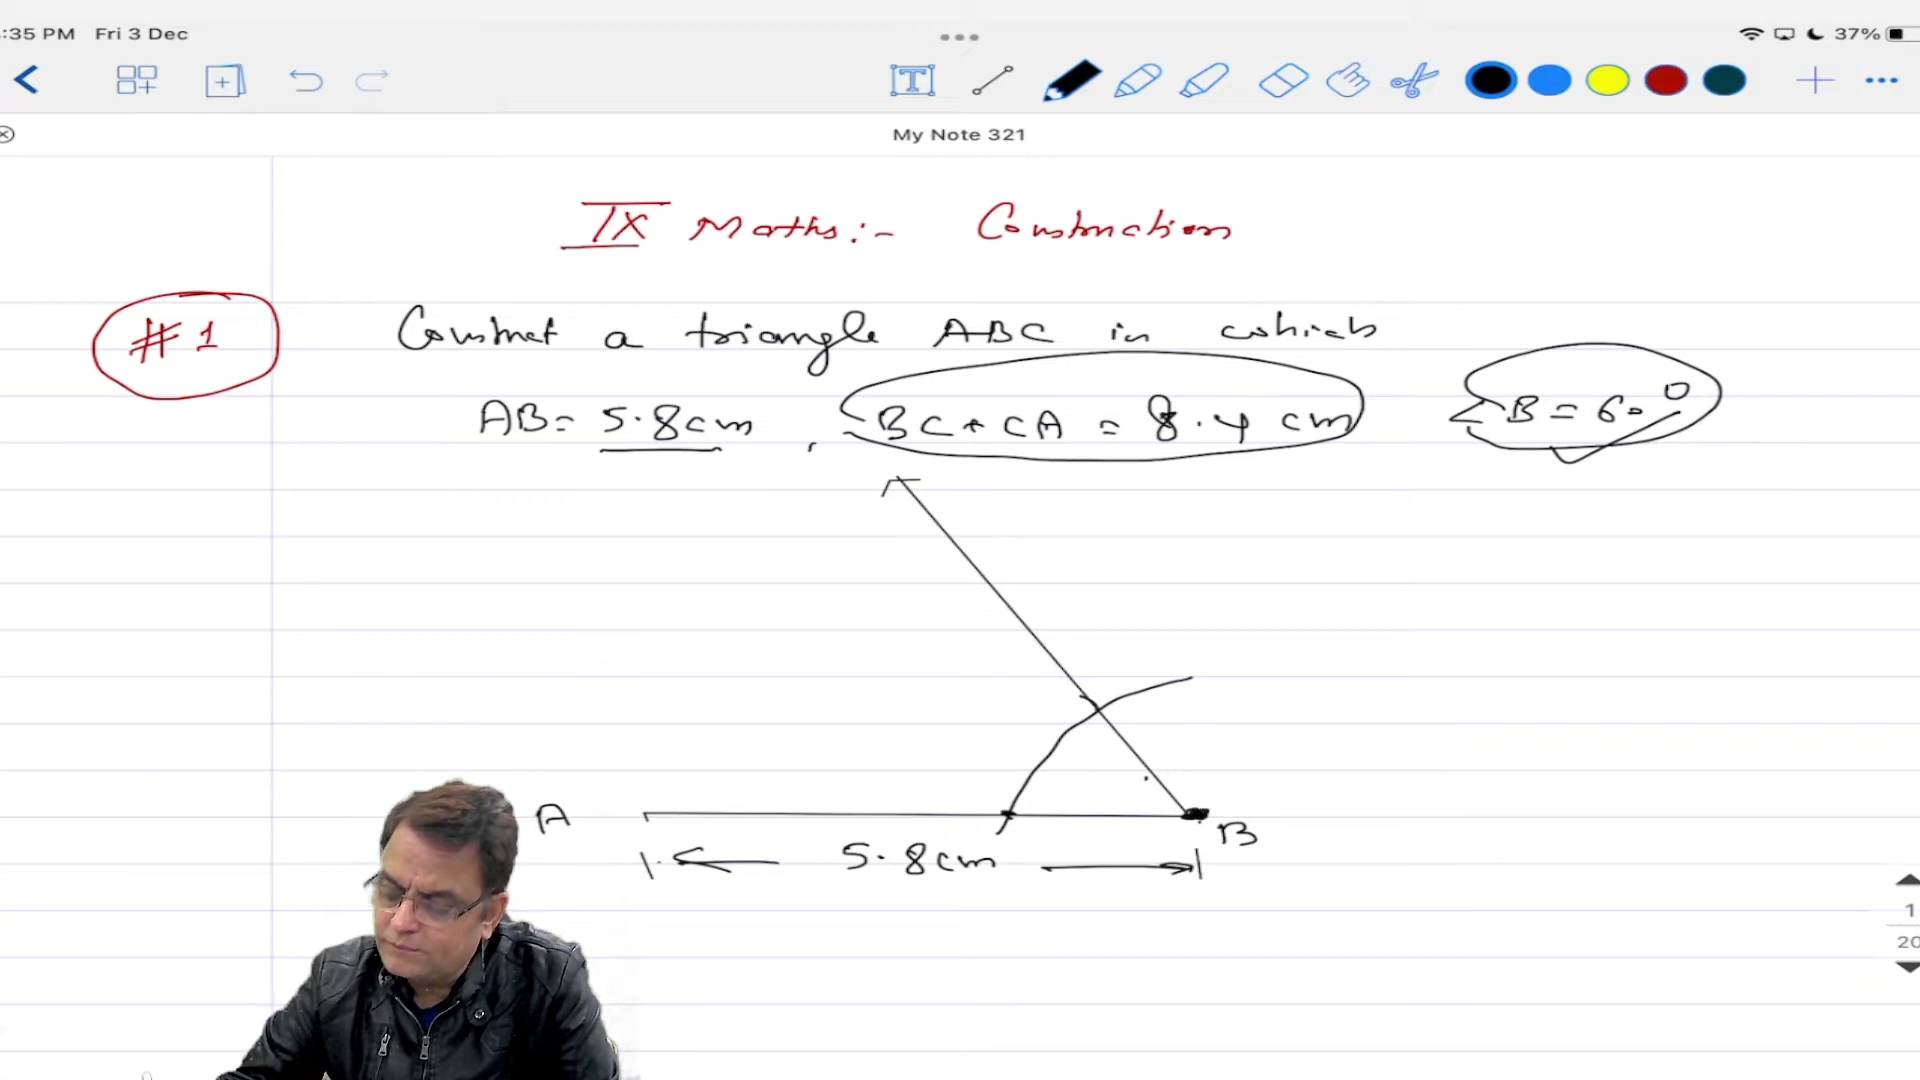 :35 PM Fri 3 Dec
37%
T
My Note 321
IX Maths:- Construction
#1
Construct a triangle ABC in which
AB = 5.8cm, BC + CA = 8.4 cm ∠B = 60°
A
B
5.8cm
1
20